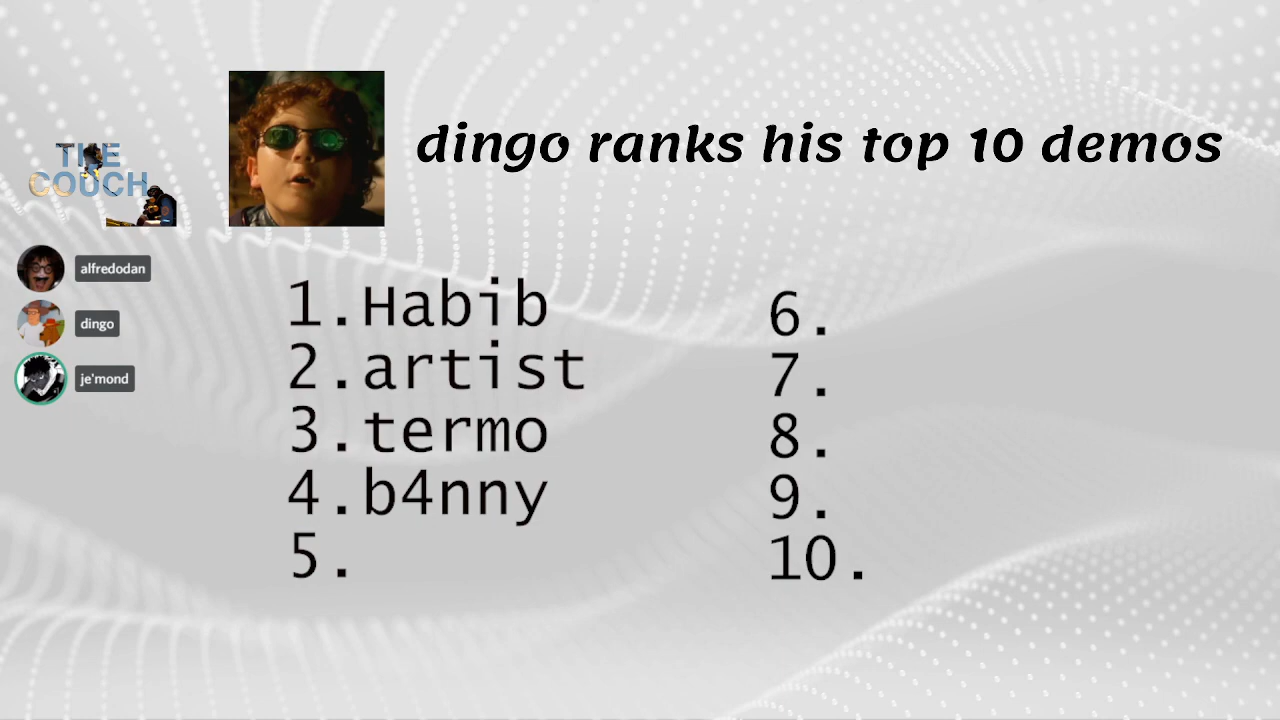 dingo ranks his top 10 demos
THE
COUCH
alfredodan
dingo
je'mond
1.Habib
2.artist
3.termo
4.b4nny
5.
6.
7.
8.
9.
10.